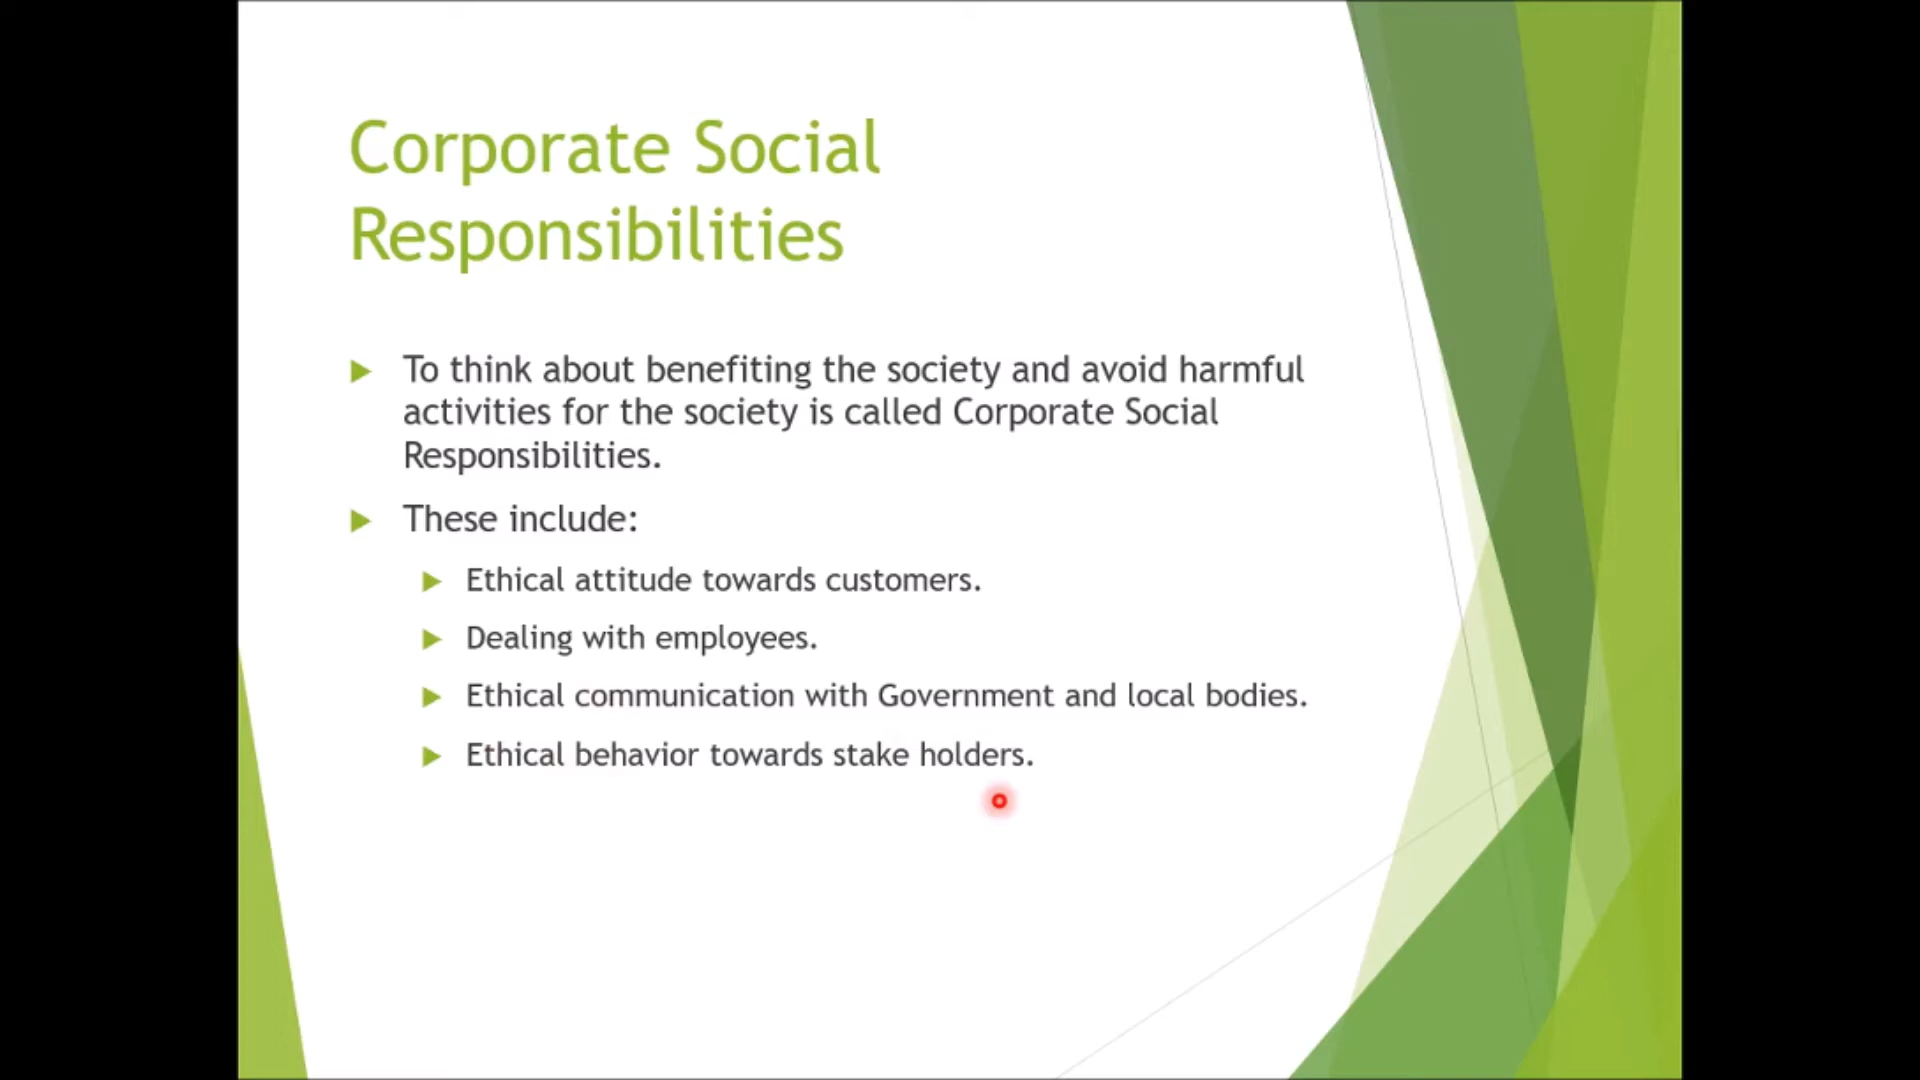 Corporate Social
Responsibilities
To think about benefiting the society and avoid harmful
activities for the society is called Corporate Social
Responsibilities.
These include:
Ethical attitude towards customers.
Dealing with employees.
Ethical communication with Government and local bodies.
Ethical behavior towards stake holders.